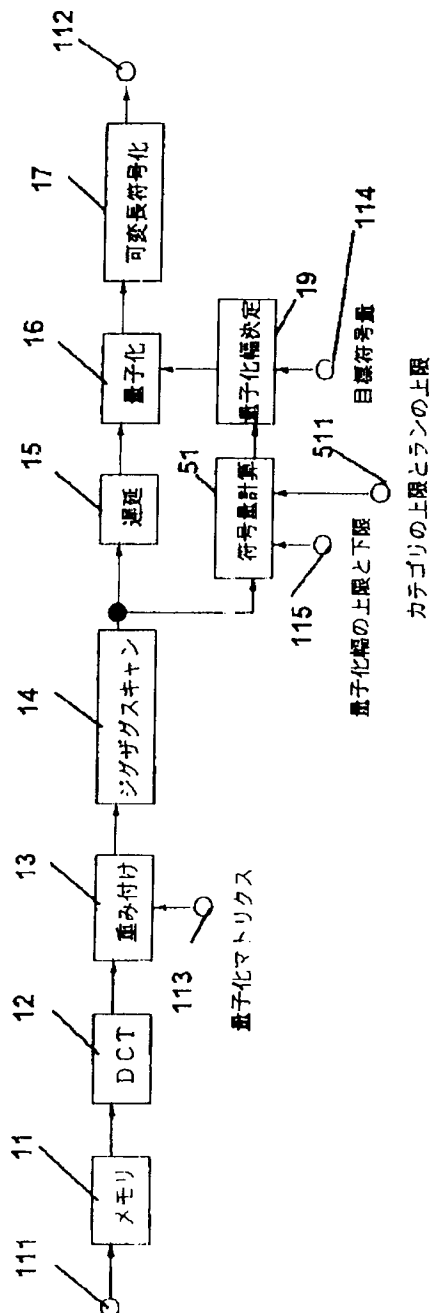 111
11
メモリ
12
DCT
13
重み付け
113
量子化マトリクス
14
ジグザグスキャン
15
遅延
16
量子化
17
可変長符号化
112
51
符号量計算
19
量子化幅決定
114
目標符号量
115
量子化幅の上限と下限
511
カテゴリの上限とランの上限